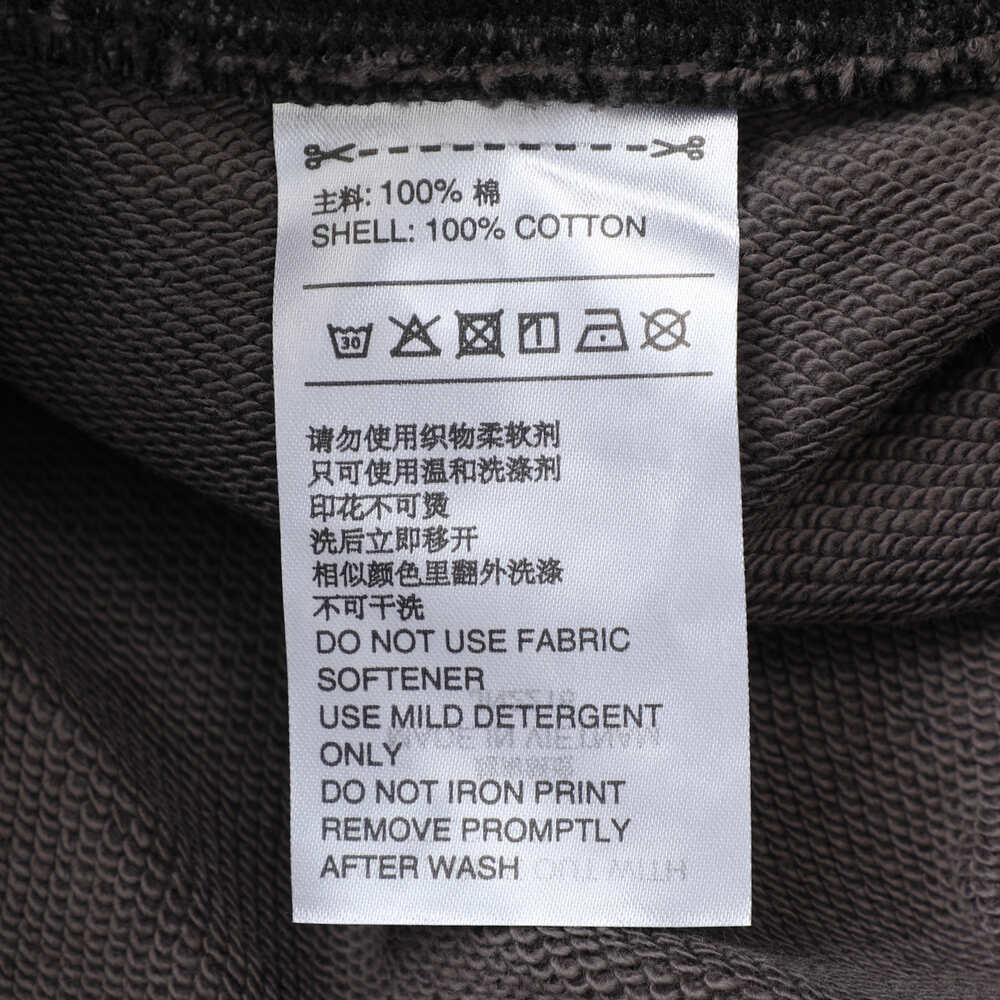 主料: 100% 棉
SHELL: 100% COTTON
30
请勿使用织物柔软剂
只可使用温和洗涤剂
印花不可烫
洗后立即移开
相似颜色里翻外洗涤
不可干洗
DO NOT USE FABRIC
SOFTENER
USE MILD DETERGENT
ONLY
DO NOT IRON PRINT
REMOVE PROMPTLY
AFTER WASH